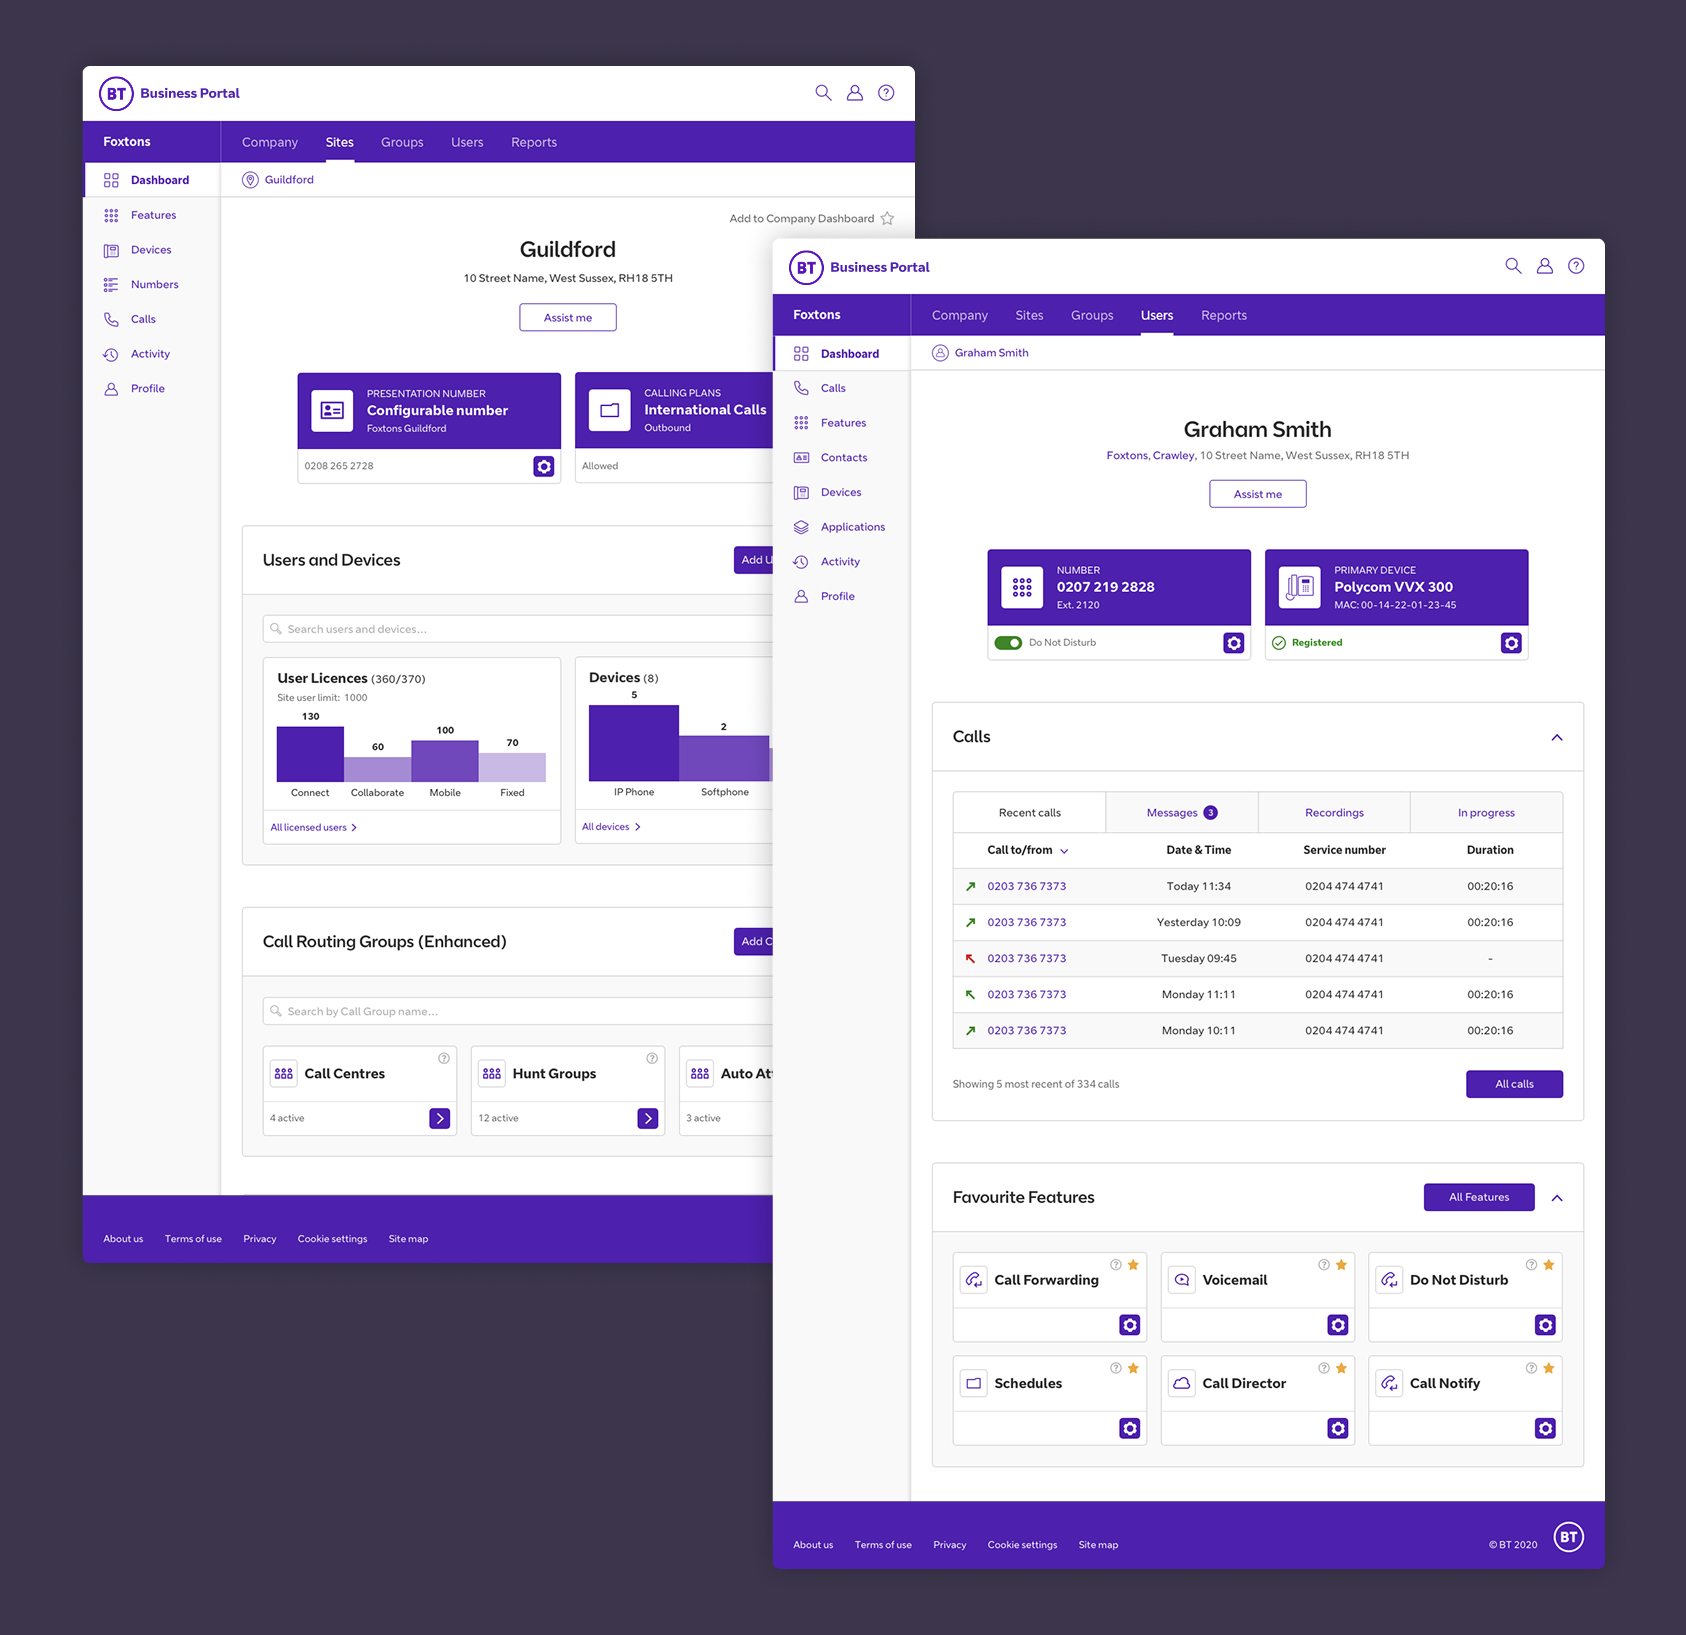 BT Business Portal
Foxtons
Company Sites Groups Users Reports
Dashboard
Features
Devices
Numbers
Calls
Activity
Profile
Guildford
Add to Company Dashboard
Guildford
10 Street Name, West Sussex, RH18 5TH
Assist me
PRESENTATION NUMBER
Configurable number
Foxtons Guildford
0208 265 2728
CALLING PLANS
International Calls
Outbound
Allowed
Users and Devices
Add U
Search users and devices...
User Licences (360/370)
Site user limit: 1000
130
60
100
70
Connect Collaborate Mobile Fixed
All licensed users
Devices (8)
5
2
IP Phone Softphone
All devices
Call Routing Groups (Enhanced)
Add C
Search by Call Group name...
Call Centres
4 active
Hunt Groups
12 active
Auto At
3 active
About us Terms of use Privacy Cookie settings Site map
BT Business Portal
Foxtons
Company Sites Groups Users Reports
Dashboard
Calls
Features
Contacts
Devices
Applications
Activity
Profile
Graham Smith
Graham Smith
Foxtons, Crawley, 10 Street Name, West Sussex, RH18 5TH
Assist me
NUMBER
0207 219 2828
Ext. 2120
Do Not Disturb
PRIMARY DEVICE
Polycom VVX 300
MAC: 00-14-22-01-23-45
Registered
Calls
Recent calls Messages 3 Recordings In progress
Call to/from Date & Time Service number Duration
0203 736 7373 Today 11:34 0204 474 4741 00:20:16
0203 736 7373 Yesterday 10:09 0204 474 4741 00:20:16
0203 736 7373 Tuesday 09:45 0204 474 4741 -
0203 736 7373 Monday 11:11 0204 474 4741 00:20:16
0203 736 7373 Monday 10:11 0204 474 4741 00:20:16
Showing 5 most recent of 334 calls
All calls
Favourite Features
All Features
Call Forwarding
Voicemail
Do Not Disturb
Schedules
Call Director
Call Notify
About us Terms of use Privacy Cookie settings Site map
© BT 2020
BT